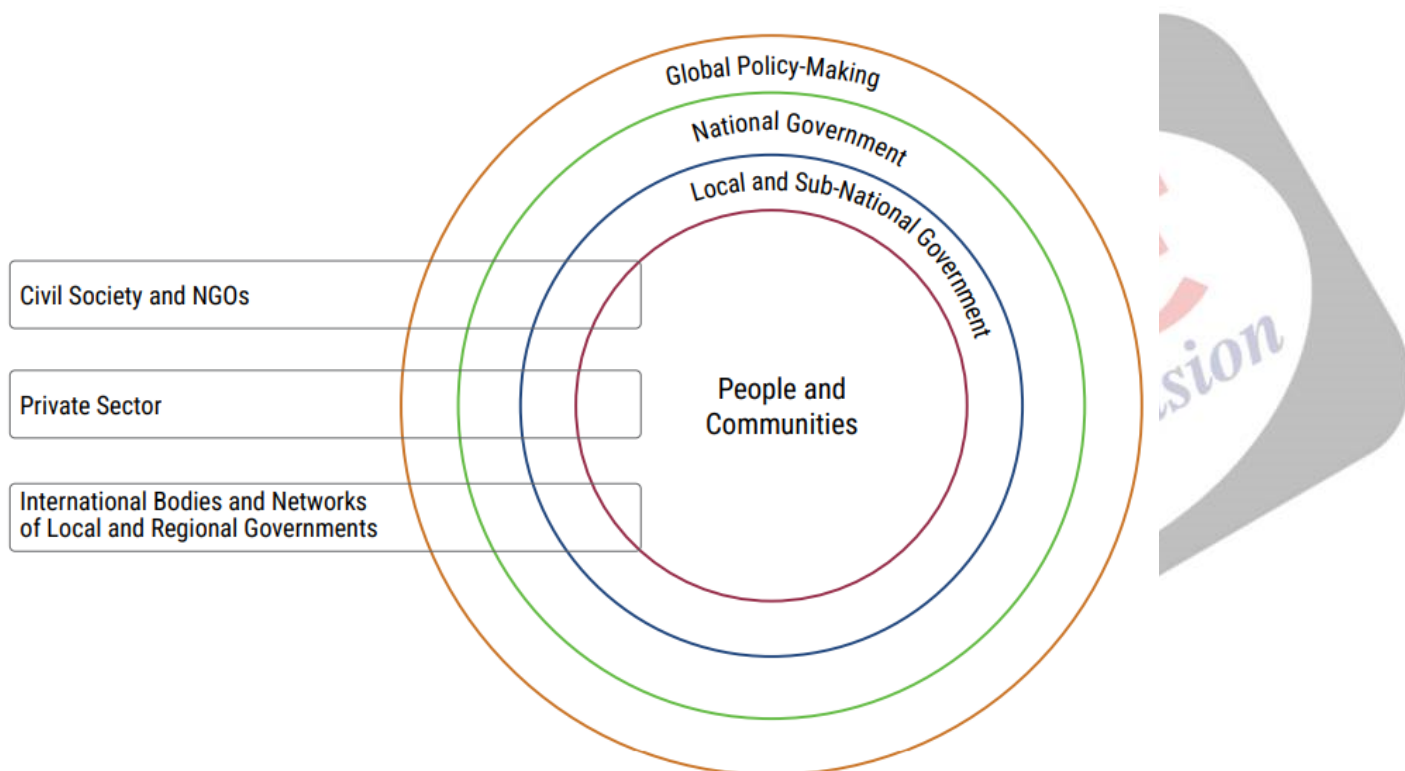 Global Policy-Making
National Government
Local and Sub-National Government
Civil Society and NGOs
Private Sector
People and
Communities
International Bodies and Networks
of Local and Regional Governments